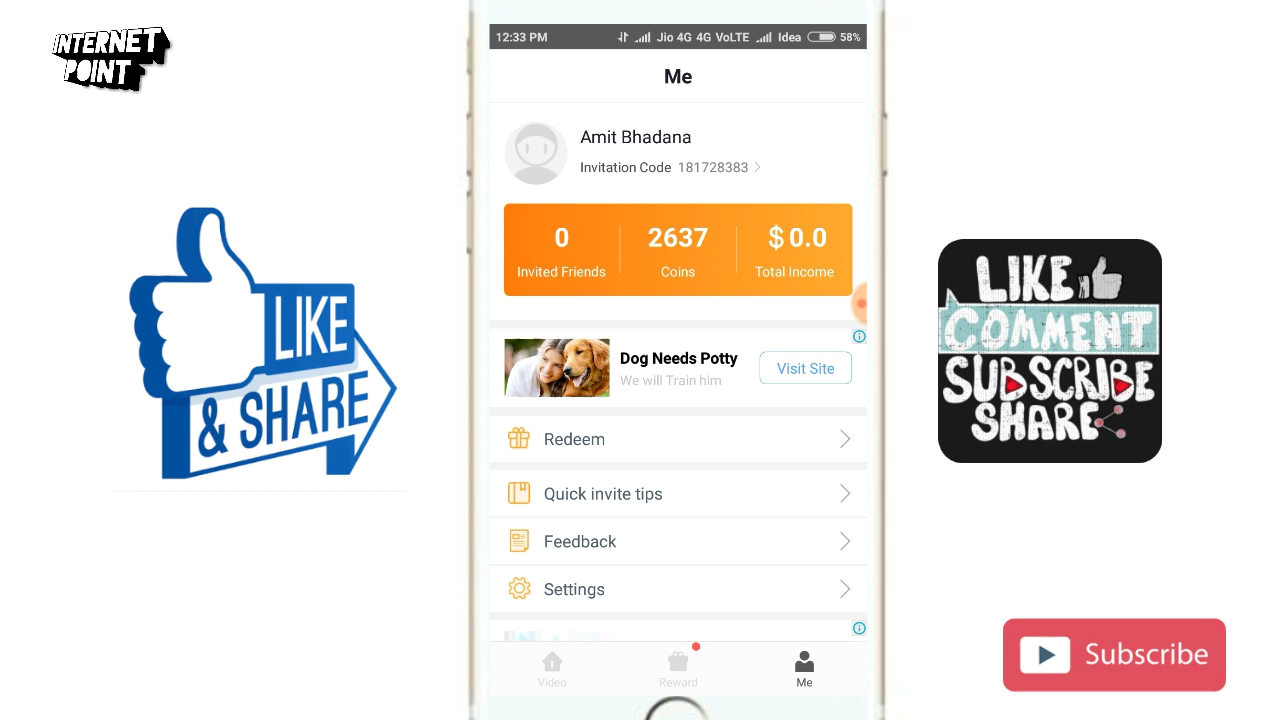 INTERNET
POINT
12:33 PM
Jio 4G 4G VoLTE
Idea
58%
Me
Amit Bhadana
Invitation Code 181728383
0
2637
$ 0.0
Invited Friends
Coins
Total Income
Dog Needs Potty
We will Train him
Visit Site
Redeem
Quick invite tips
Feedback
Settings
Video
Reward
Me
LIKE
& SHARE
LIKE
COMMENT
SUBSCRIBE
SHARE
Subscribe